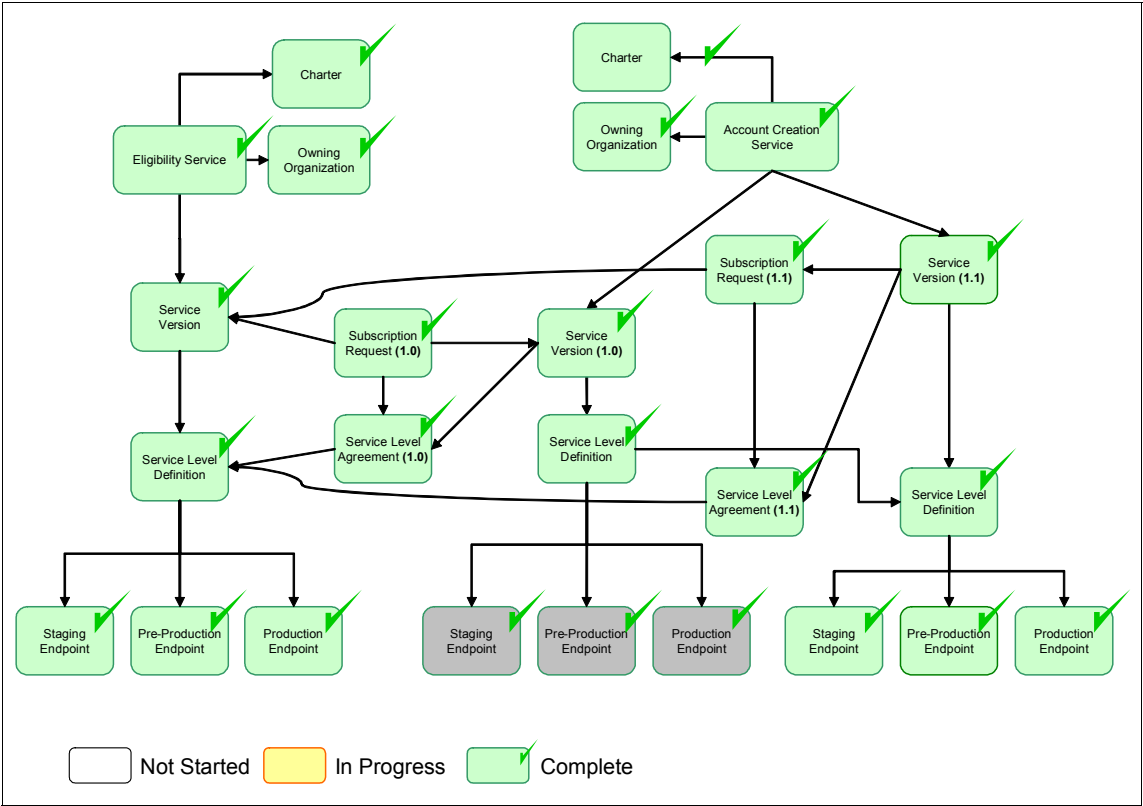 Charter
Charter
Eligibility Service
Owning
Organization
Owning
Organization
Account Creation
Service
Service
Version
Subscription
Request (1.0)
Service
Version (1.0)
Subscription
Request (1.1)
Service
Version (1.1)
Service Level
Definition
Service Level
Agreement (1.0)
Service Level
Definition
Service Level
Agreement (1.1)
Service Level
Definition
Staging
Endpoint
Pre-Production
Endpoint
Production
Endpoint
Staging
Endpoint
Pre-Production
Endpoint
Production
Endpoint
Staging
Endpoint
Pre-Production
Endpoint
Production
Endpoint
Not Started
In Progress
Complete